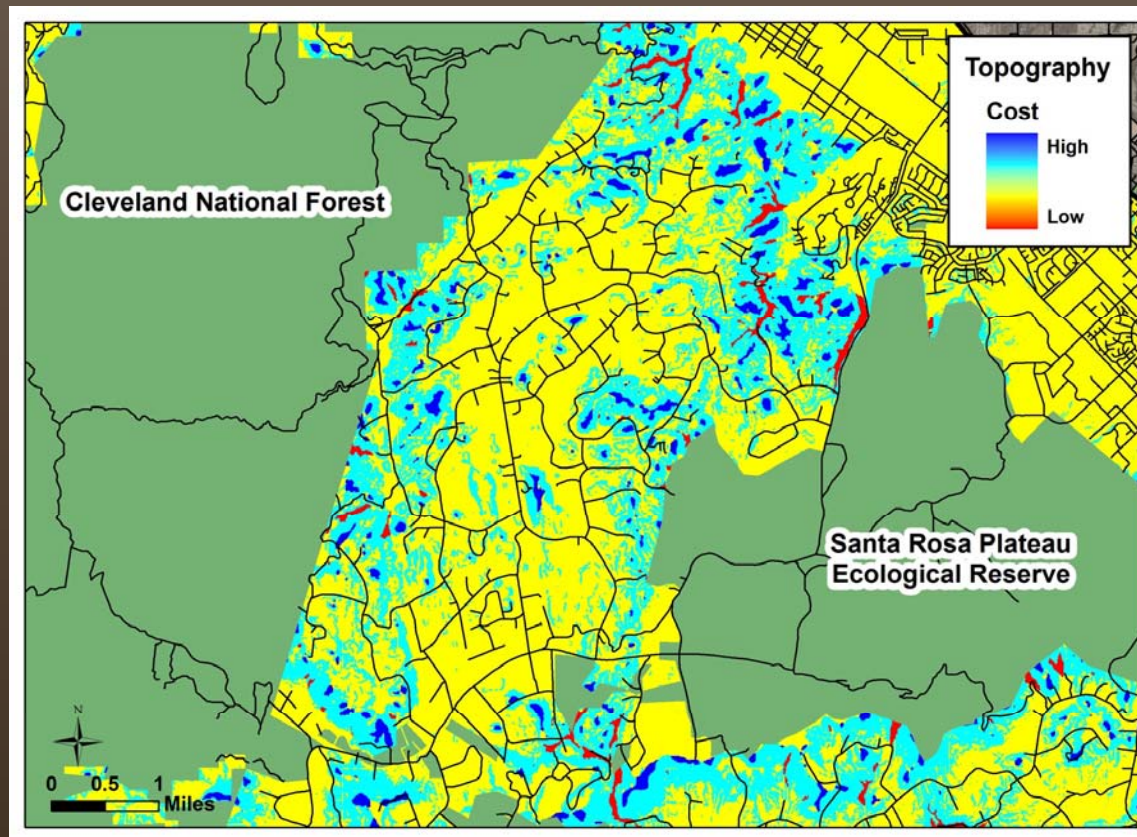 Topography
Cost
High
Low
Cleveland National Forest
Santa Rosa Plateau
Ecological Reserve
N
0 0.5 1
Miles